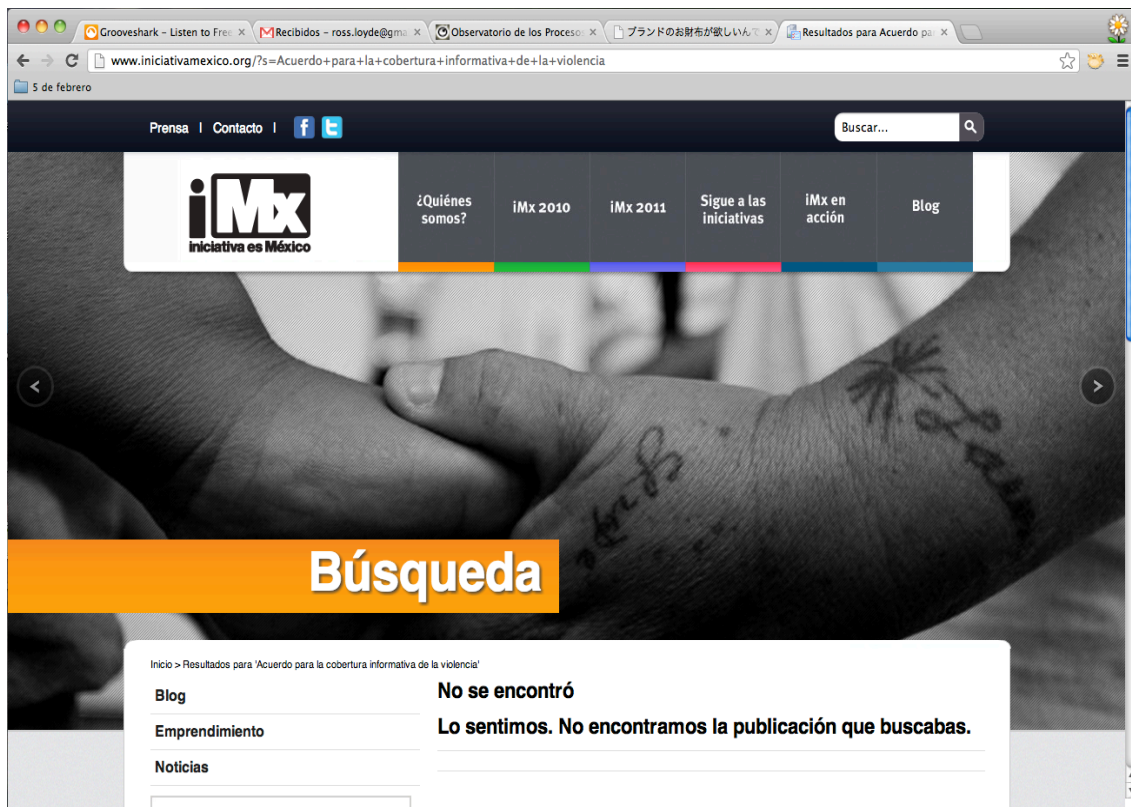 Grooveshark – Listen to Free
Recibidos – ross.loyde@gma
Observatorio de los Procesos
ブランドのお財布が欲しいんで
Resultados para Acuerdo par
www.iniciativamexico.org/?s=Acuerdo+para+la+cobertura+informativa+de+la+violencia
5 de febrero
Prensa | Contacto |
Buscar...
iMx
iniciativa es México
¿Quiénes somos?
iMx 2010
iMx 2011
Sigue a las iniciativas
iMx en acción
Blog
Búsqueda
Inicio > Resultados para 'Acuerdo para la cobertura informativa de la violencia'
Blog
Emprendimiento
Noticias
No se encontró
Lo sentimos. No encontramos la publicación que buscabas.